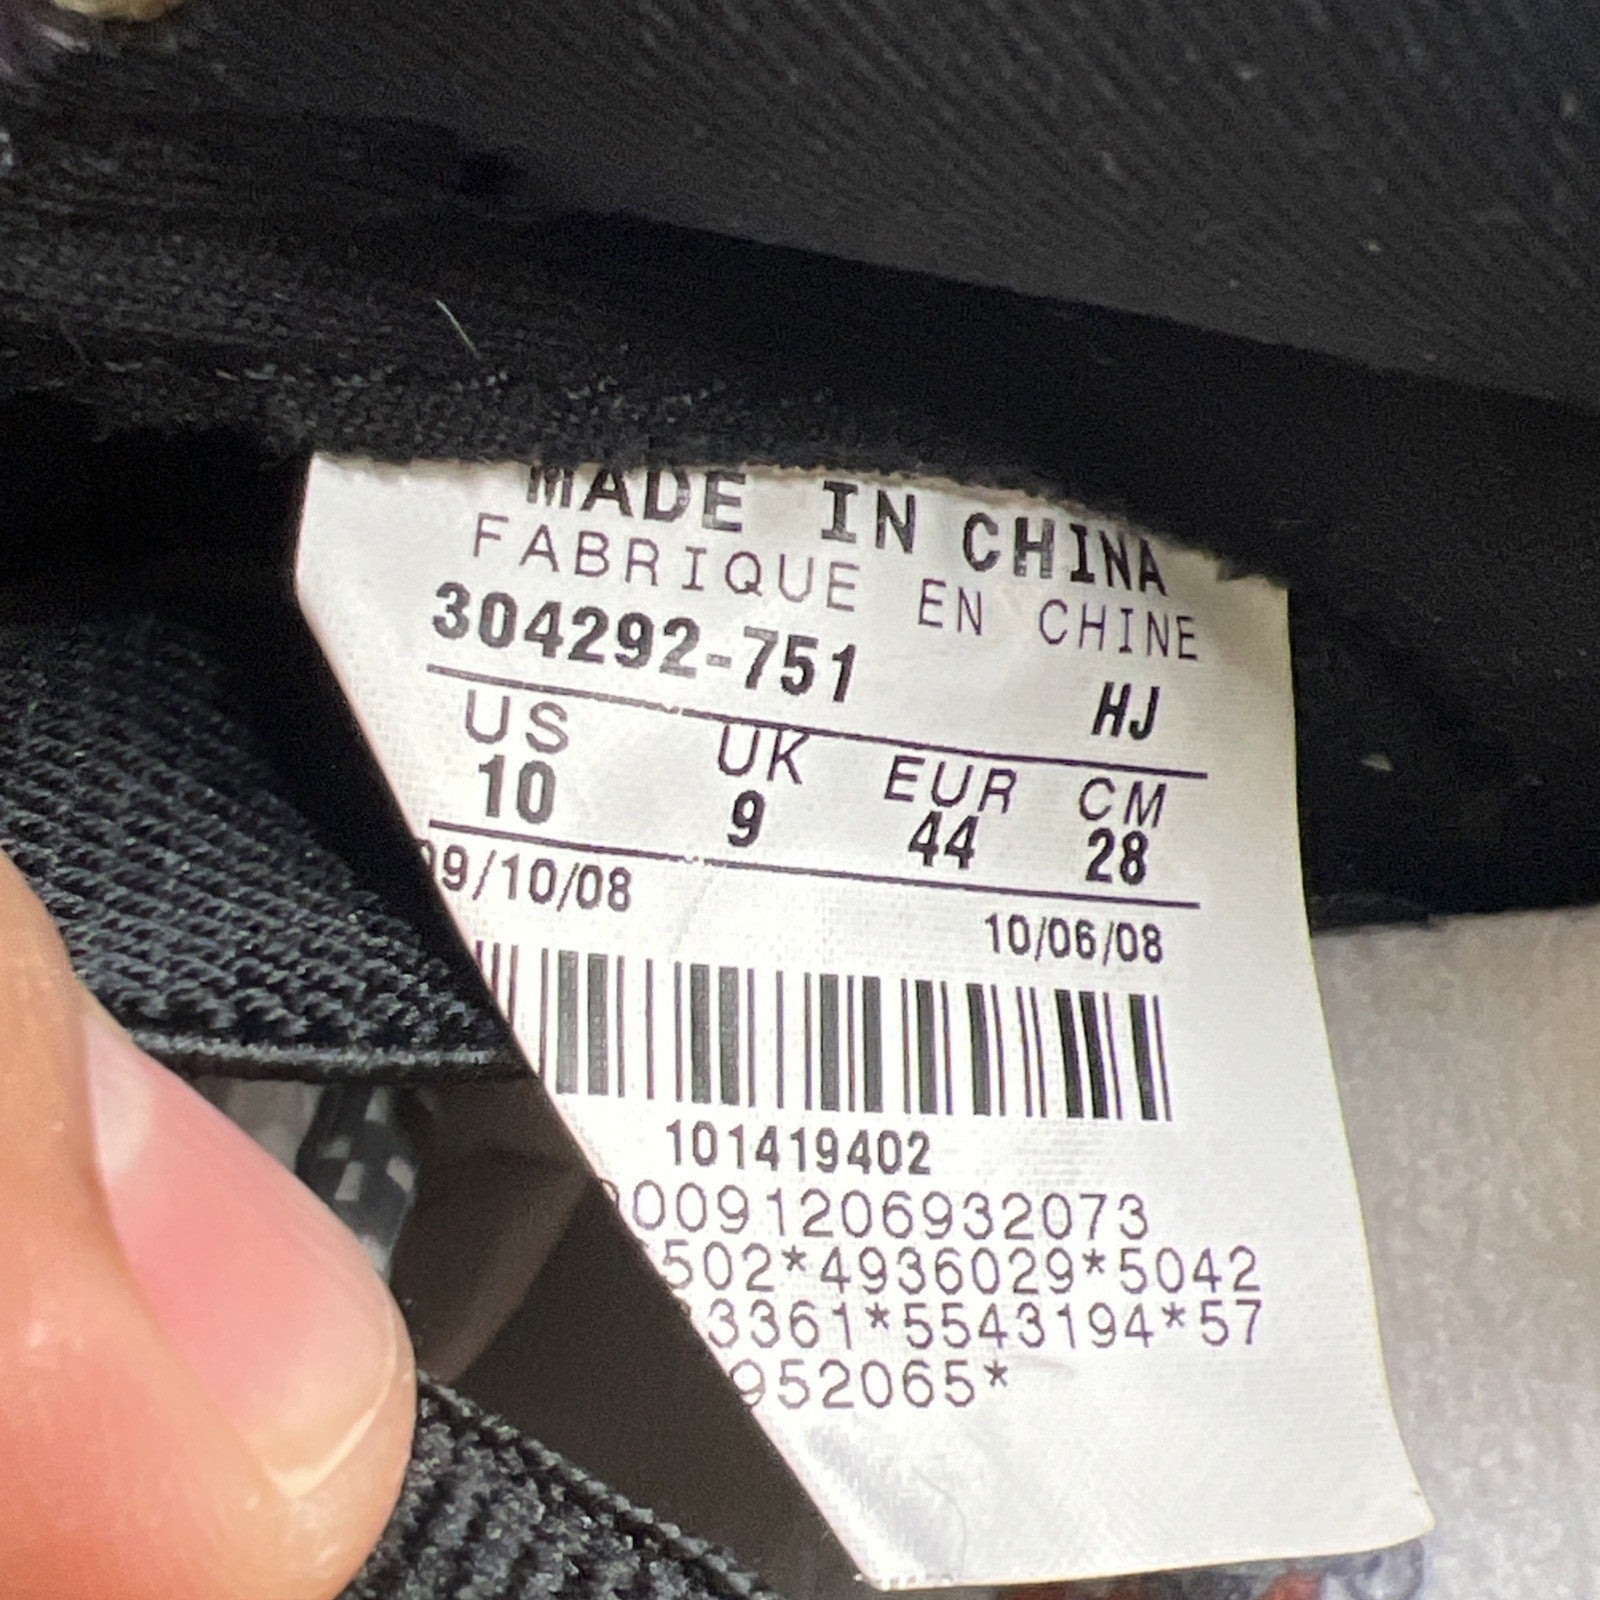 MADE IN CHINA
FABRIQUE EN CHINE
304292-751 HJ
US UK EUR CM
10 9 44 28
09/10/08 10/06/08
101419402
00091206932073
502*4936029*5042
3361*5543194*57
952065*